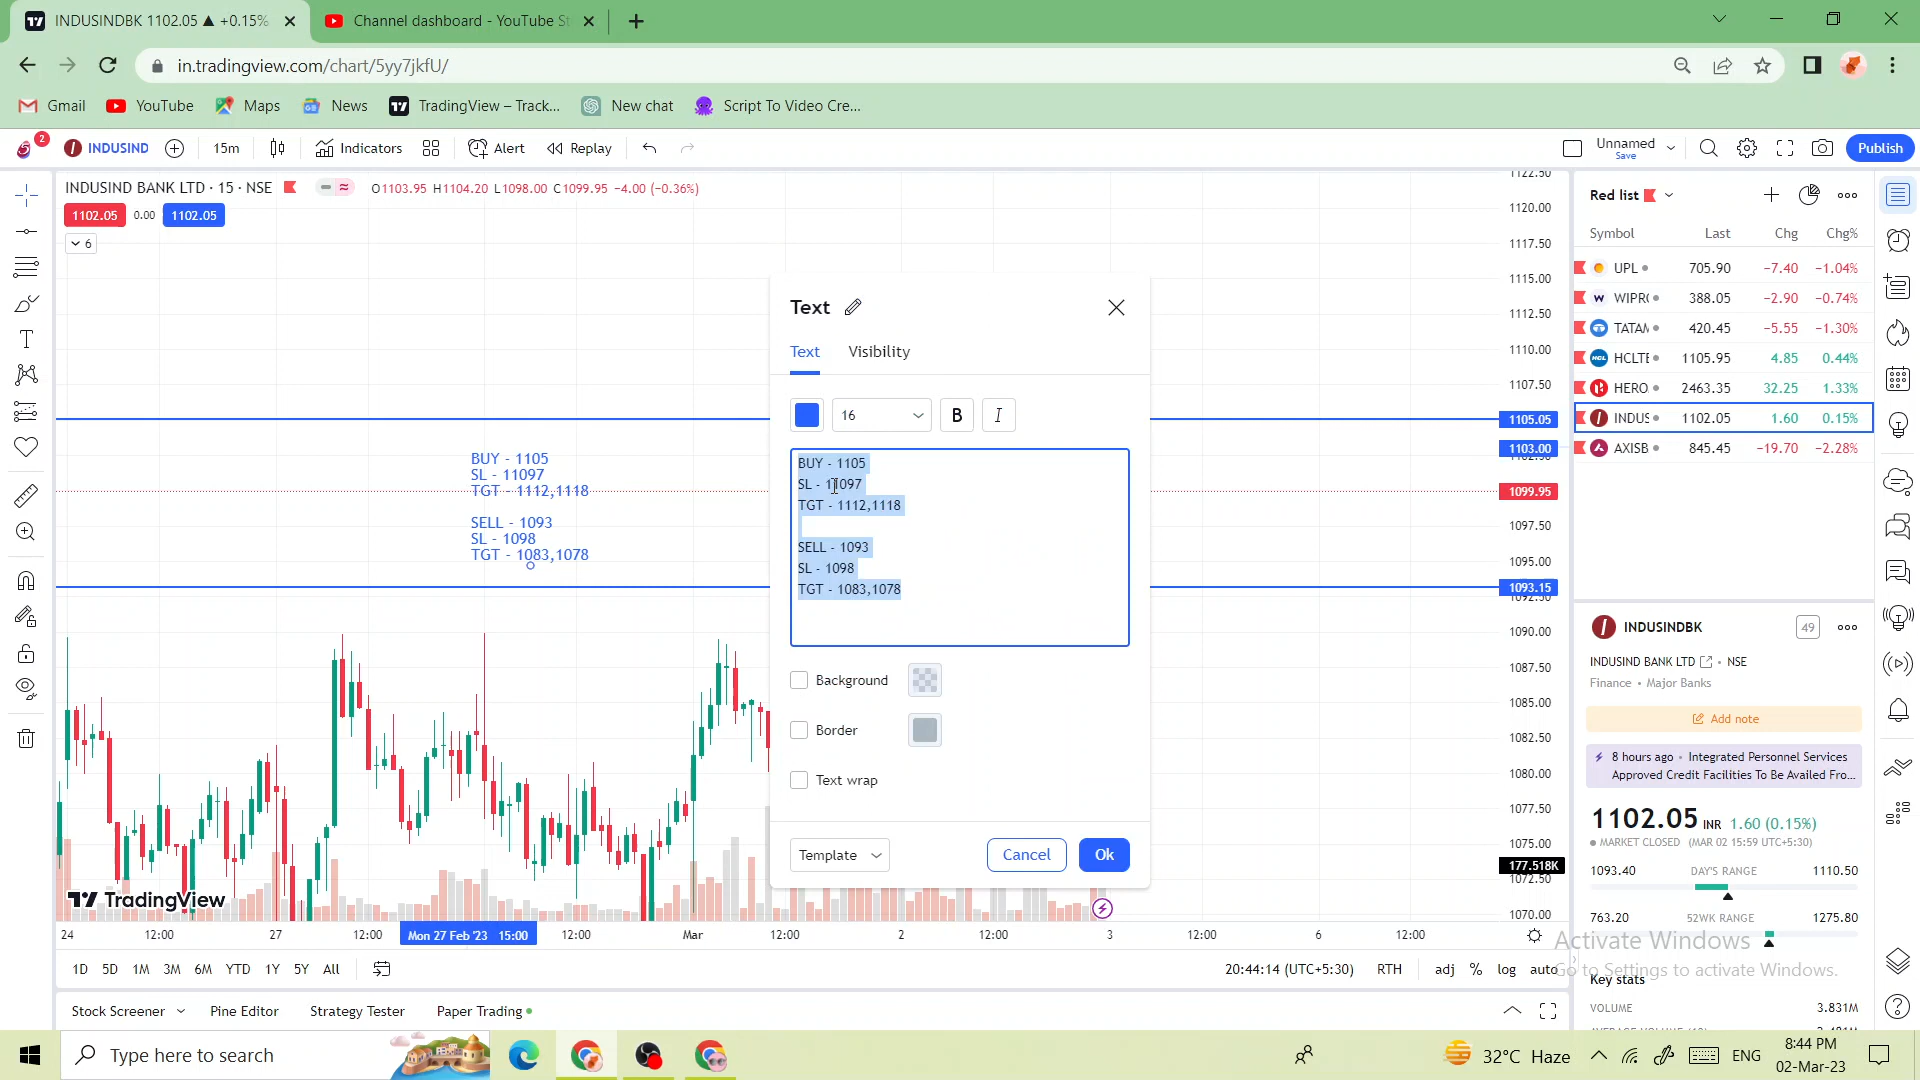 INDUSINDBK 1102.05 ▲ +0.15%
Channel dashboard - YouTube St
in.tradingview.com/chart/5yy7jkfU/
Gmail
YouTube
Maps
News
TradingView – Track...
New chat
Script To Video Cre...
2
INDUSIND
15m
Indicators
Alert
Replay
Unnamed
Save
Publish
INDUSIND BANK LTD · 15 · NSE
O1103.95 H1104.20 L1098.00 C1099.95 −4.00 (−0.36%)
1102.05
0.00
1102.05
6
BUY - 1105
SL - 11097
TGT - 1112,1118
SELL - 1093
SL - 1098
TGT - 1083,1078
Text
Text
Visibility
16
B
I
BUY - 1105
SL - 11097
TGT - 1112,1118
SELL - 1093
SL - 1098
TGT - 1083,1078
Background
Border
Text wrap
Template
Cancel
Ok
1122.50
1120.00
1117.50
1115.00
1112.50
1110.00
1107.50
1105.05
1103.00
1099.95
1097.50
1095.00
1093.15
1092.50
1090.00
1087.50
1085.00
1082.50
1080.00
1077.50
1075.00
177.518K
1072.50
1070.00
TradingView
24
12:00
27
12:00
Mon 27 Feb '23 15:00
12:00
Mar
12:00
2
12:00
3
12:00
6
12:00
1D
5D
1M
3M
6M
YTD
1Y
5Y
All
20:44:14 (UTC+5:30)
RTH
adj
%
log
auto
Stock Screener
Pine Editor
Strategy Tester
Paper Trading
Red list
Symbol
Last
Chg
Chg%
UPL
705.90
−7.40
−1.04%
WIPR
388.05
−2.90
−0.74%
TATAM
420.45
−5.55
−1.30%
HCLTE
1105.95
4.85
0.44%
HERO
2463.35
32.25
1.33%
INDUS
1102.05
1.60
0.15%
AXISB
845.45
−19.70
−2.28%
INDUSINDBK
49
INDUSIND BANK LTD
NSE
Finance • Major Banks
Add note
8 hours ago • Integrated Personnel Services
Approved Credit Facilities To Be Availed Fro...
1102.05 INR 1.60 (0.15%)
MARKET CLOSED (MAR 02 15:59 UTC+5:30)
1093.40
DAY'S RANGE
1110.50
763.20
52WK RANGE
1275.80
Activate Windows
Go to Settings to activate Windows.
Key stats
VOLUME
3.831M
Type here to search
32°C Haze
ENG
8:44 PM
02-Mar-23